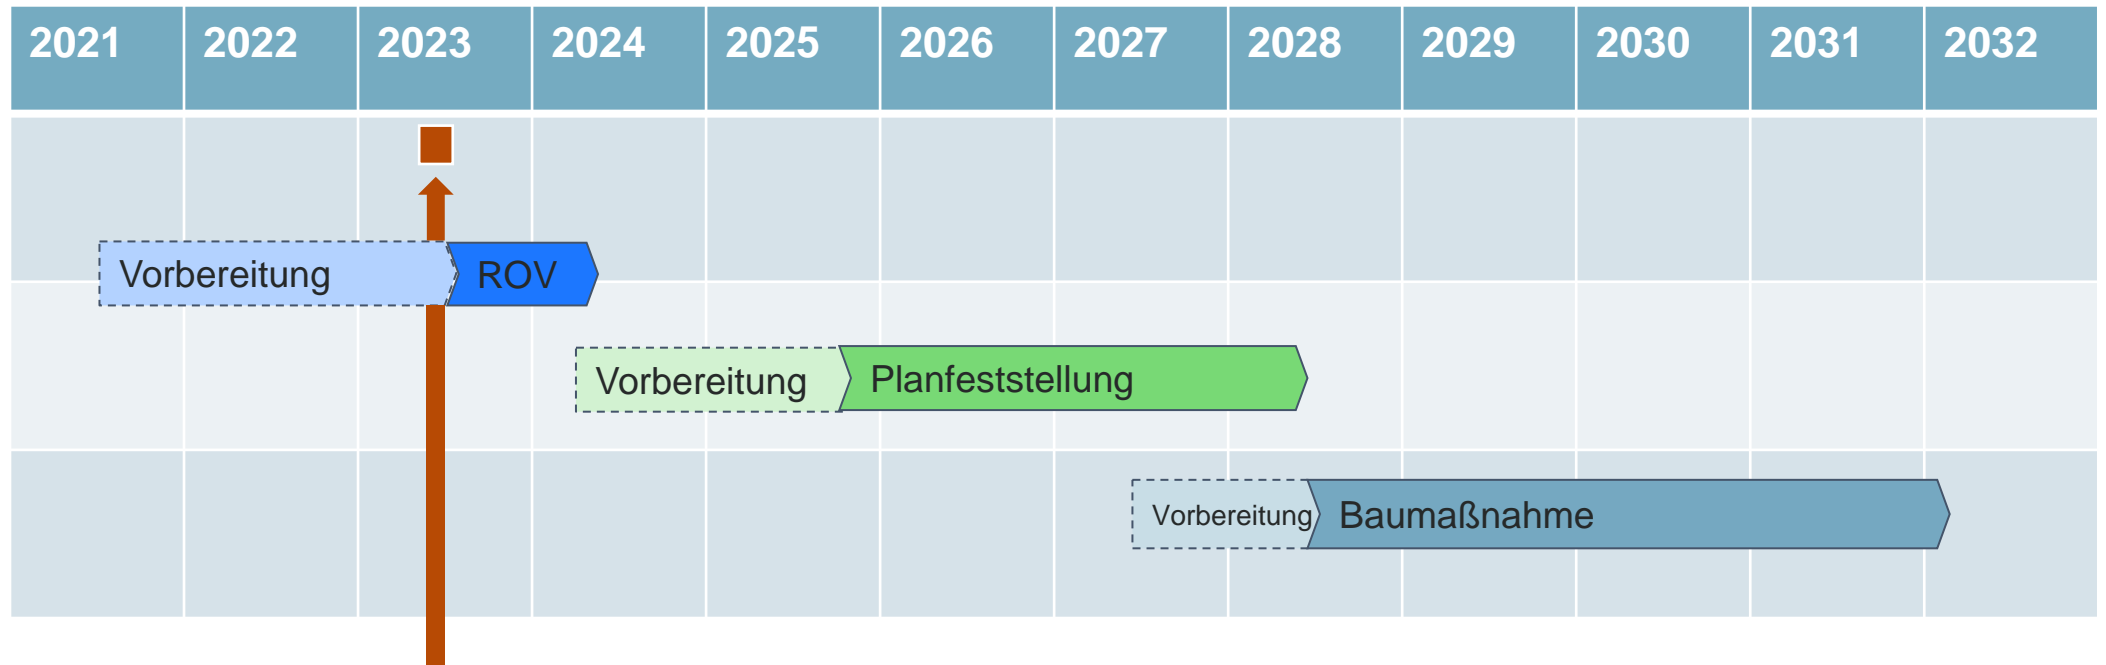 2021 2022 2023 2024 2025 2026 2027 2028 2029 2030 2031 2032
Vorbereitung ROV
Vorbereitung Planfeststellung
Vorbereitung Baumaßnahme